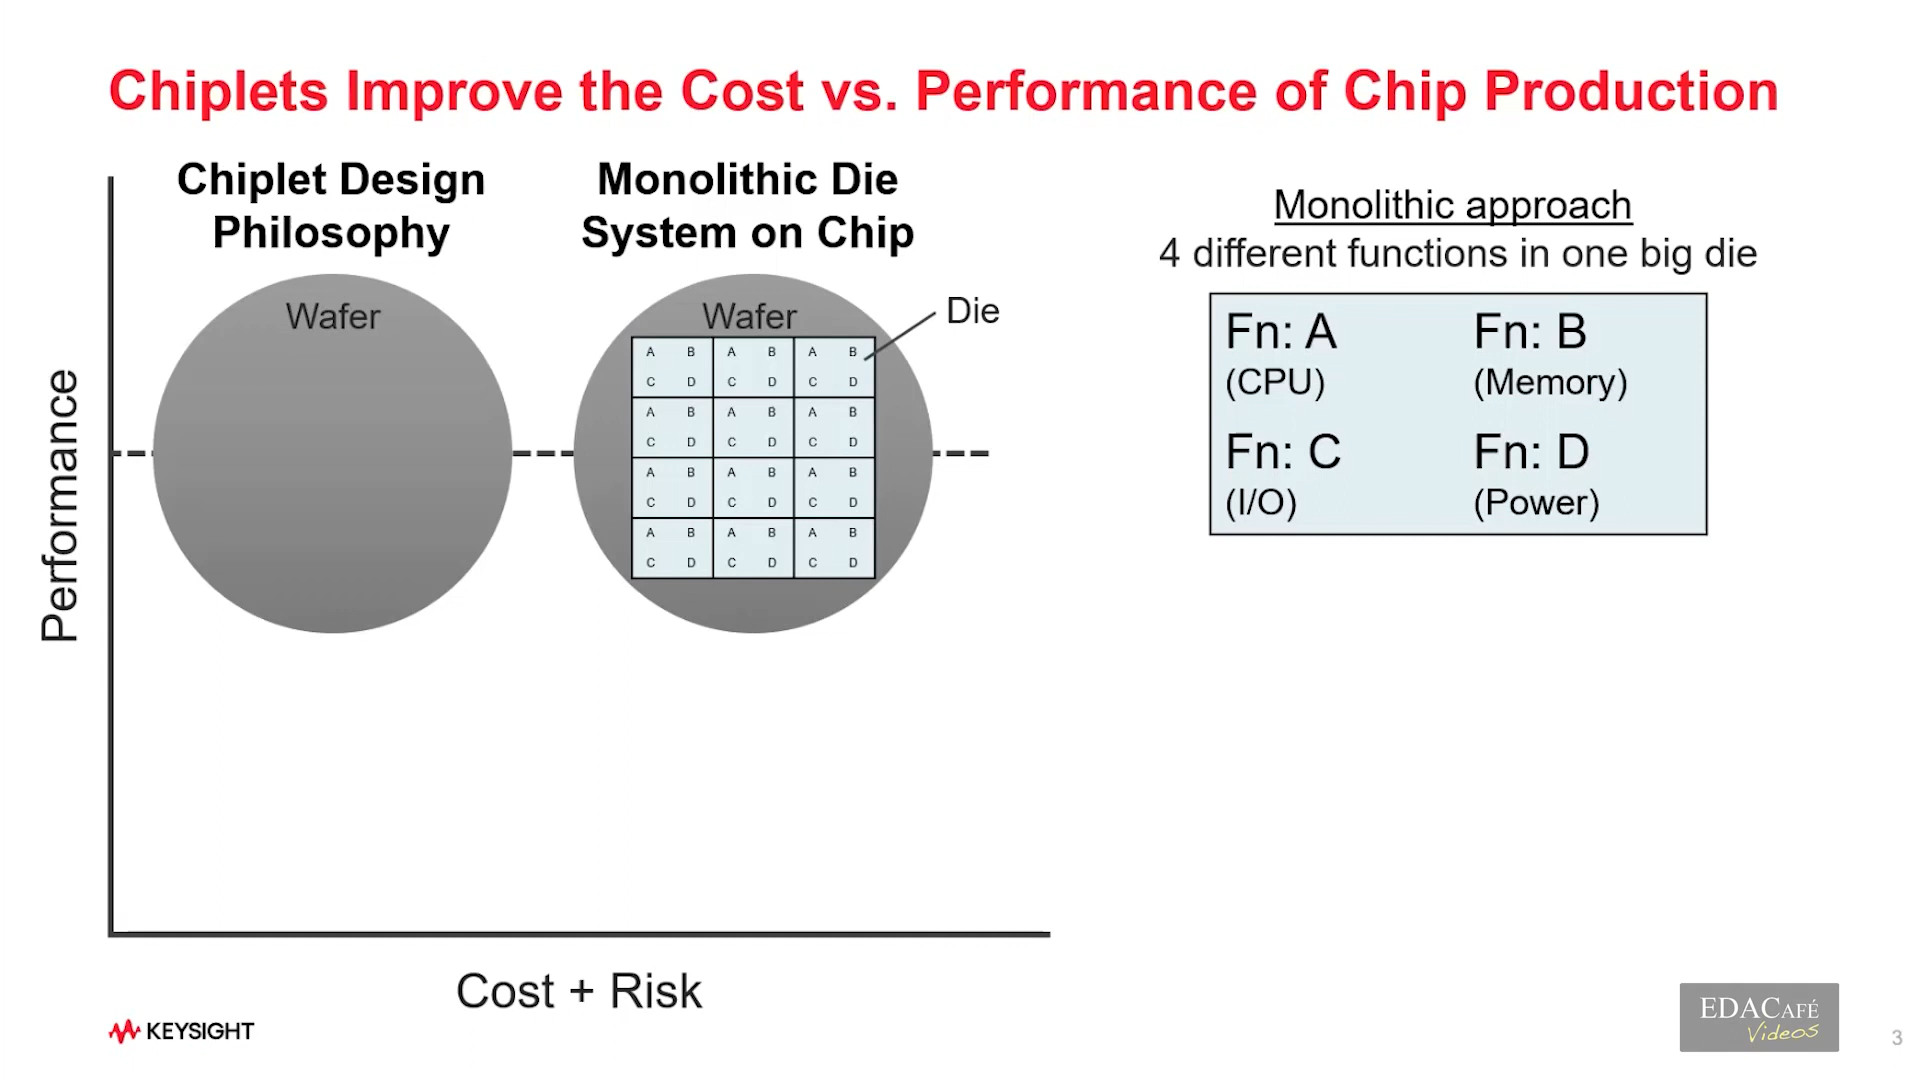 Chiplets Improve the Cost vs. Performance of Chip Production
Chiplet Design
Philosophy
Monolithic Die
System on Chip
Monolithic approach
4 different functions in one big die
Wafer
Wafer
Die
A B A B A B
C D C D C D
A B A B A B
C D C D C D
A B A B A B
C D C D C D
A B A B A B
C D C D C D
Fn: A Fn: B
(CPU) (Memory)
Fn: C Fn: D
(I/O) (Power)
Performance
Cost + Risk
KEYSIGHT
EDACAFÉ
Videos
3